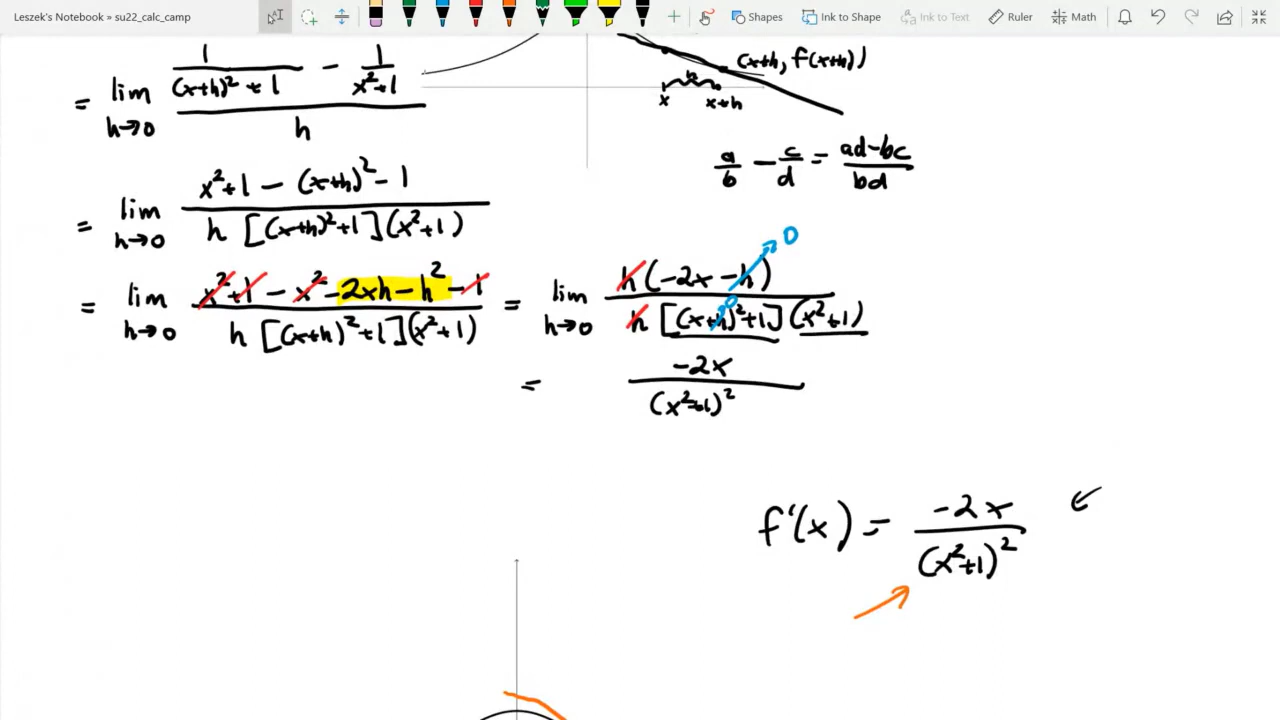 Leszek's Notebook » su22_calc_camp
Shapes Ink to Shape Ink to Text Ruler Math
= lim h→0 (1/((x+h)²+1) - 1/(x²+1)) / h
(x+h, f(x+h))
h
x x+h
a/b - c/d = (ad-bc)/bd
= lim h→0 (x²+1 - (x+h)² - 1) / (h [(x+h)²+1](x²+1))
= lim h→0 (x²+1 - x² - 2xh - h² - 1) / (h [(x+h)²+1](x²+1)) = lim h→0 (h(-2x - h)) / (h [(x+h)²+1](x²+1))
0
0
= -2x / (x²+1)²
f'(x) = -2x / (x²+1)²